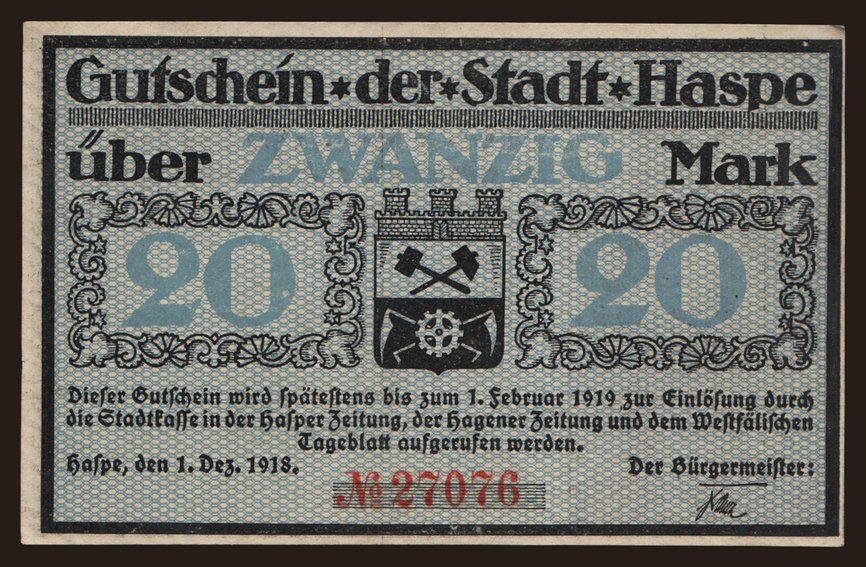 Gutschein * der * Stadt * Haspe
über ZWANZIG Mark
20 20
Dieser Gutschein wird spätestens bis zum 1. Februar 1919 zur Einlösung durch
die Stadtkasse in der Hasper Zeitung, der Hagener Zeitung und dem Westfälischen
Tageblatt aufgerufen werden.
Haspe, den 1. Dez. 1918. Der Bürgermeister:
№ 27076